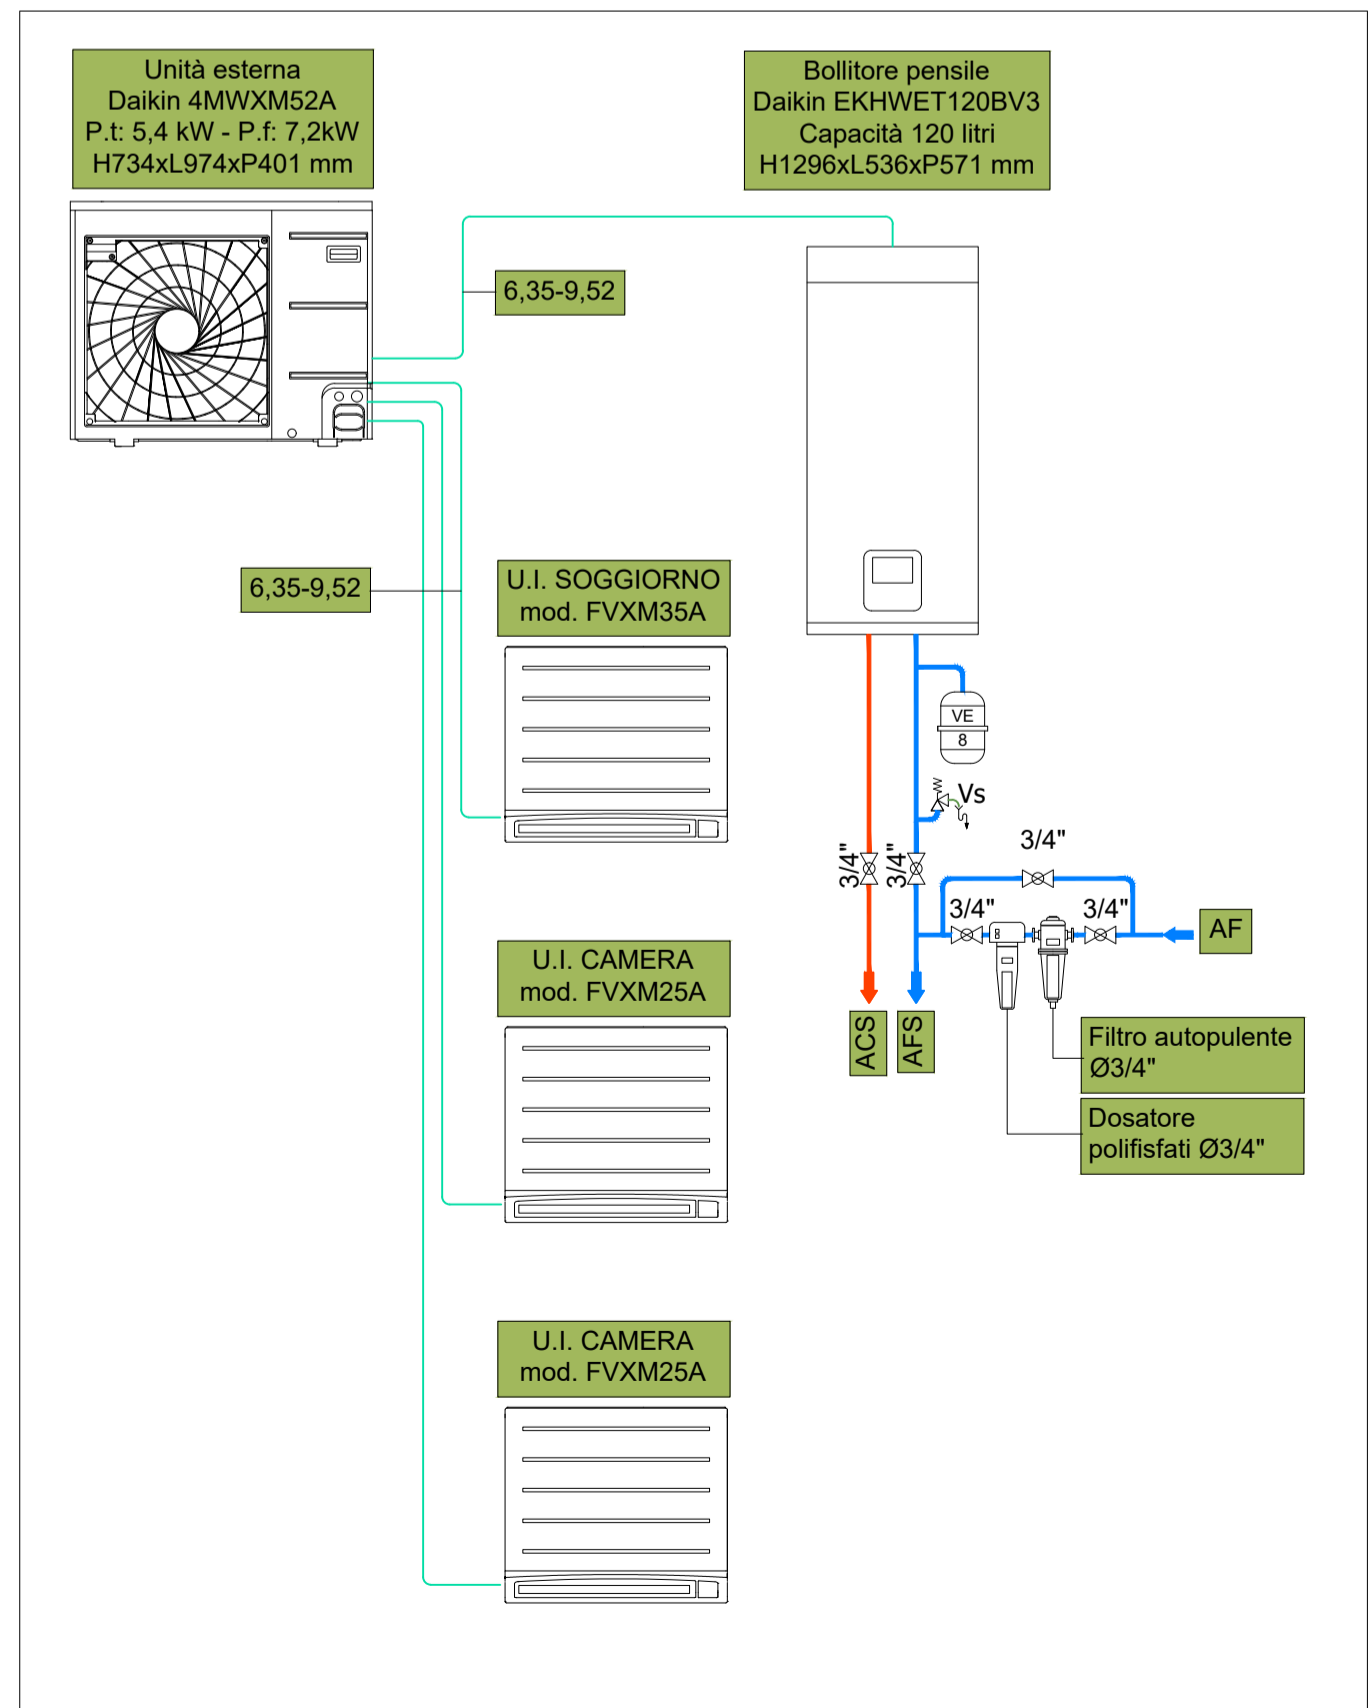 Unità esterna
Daikin 4MWXM52A
P.t: 5,4 kW - P.f: 7,2kW
H734xL974xP401 mm
Bollitore pensile
Daikin EKHWET120BV3
Capacità 120 litri
H1296xL536xP571 mm
6,35-9,52
6,35-9,52
U.I. SOGGIORNO
mod. FVXM35A
VE
8
Vs
3/4"
3/4"
3/4"
3/4"
3/4"
AF
U.I. CAMERA
mod. FVXM25A
ACS
AFS
Filtro autopulente
Ø3/4"
Dosatore
polifisfati Ø3/4"
U.I. CAMERA
mod. FVXM25A